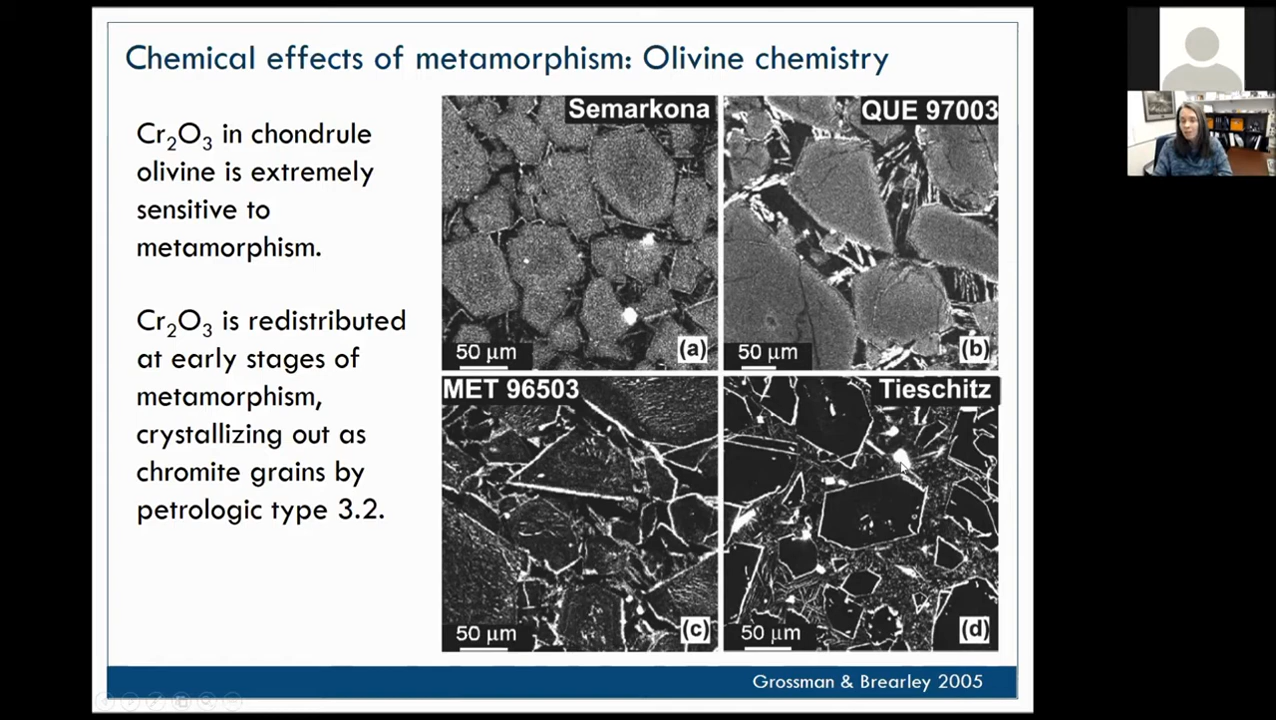 Chemical effects of metamorphism: Olivine chemistry
Cr₂O₃ in chondrule
olivine is extremely
sensitive to
metamorphism.
Cr₂O₃ is redistributed
at early stages of
metamorphism,
crystallizing out as
chromite grains by
petrologic type 3.2.
Semarkona
50 μm
(a)
QUE 97003
50 μm
(b)
MET 96503
50 μm
(c)
Tieschitz
50 μm
(d)
Grossman & Brearley 2005